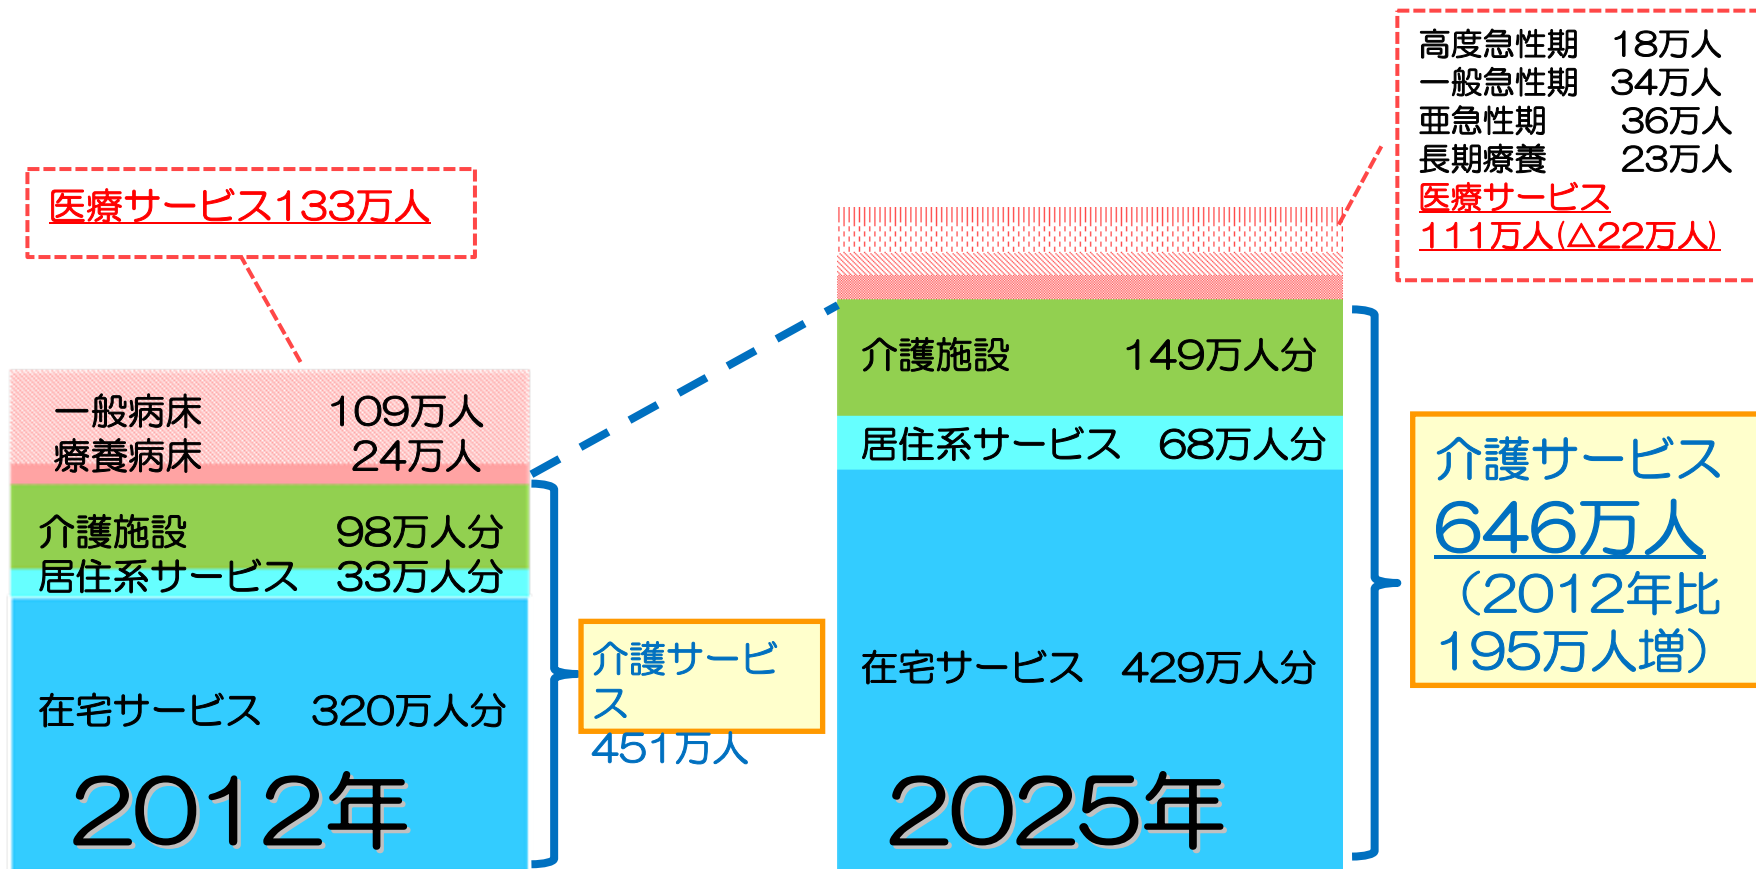 医療サービス133万人
一般病床 109万人
療養病床 24万人
介護施設 98万人分
居住系サービス 33万人分
在宅サービス 320万人分
2012年
介護サービ
ス
451万人
高度急性期 18万人
一般急性期 34万人
亜急性期 36万人
長期療養 23万人
医療サービス
111万人(△22万人)
介護施設 149万人分
居住系サービス 68万人分
在宅サービス 429万人分
2025年
介護サービス
646万人
（2012年比
195万人増）